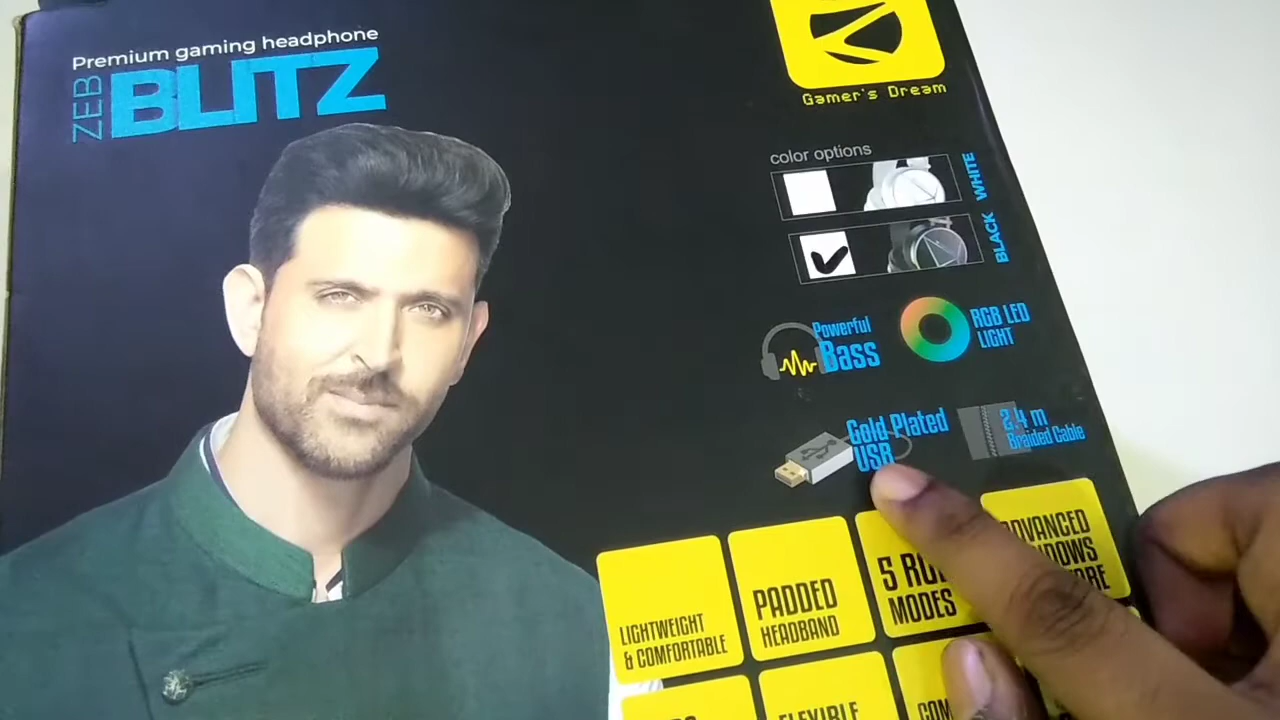 Premium gaming headphone
ZEB
BLITZ
Gamer's Dream
color options
WHITE
BLACK
Powerful
Bass
RGB LED
LIGHT
Gold Plated
USB
2.4 m
Braided Cable
LIGHTWEIGHT
& COMFORTABLE
PADDED
HEADBAND
5
MODES
ADVANCED
FLEXIBLE